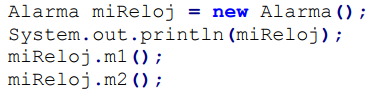 Alarma miReloj = new Alarma();
System.out.println(miReloj);
miReloj.m1();
miReloj.m2();